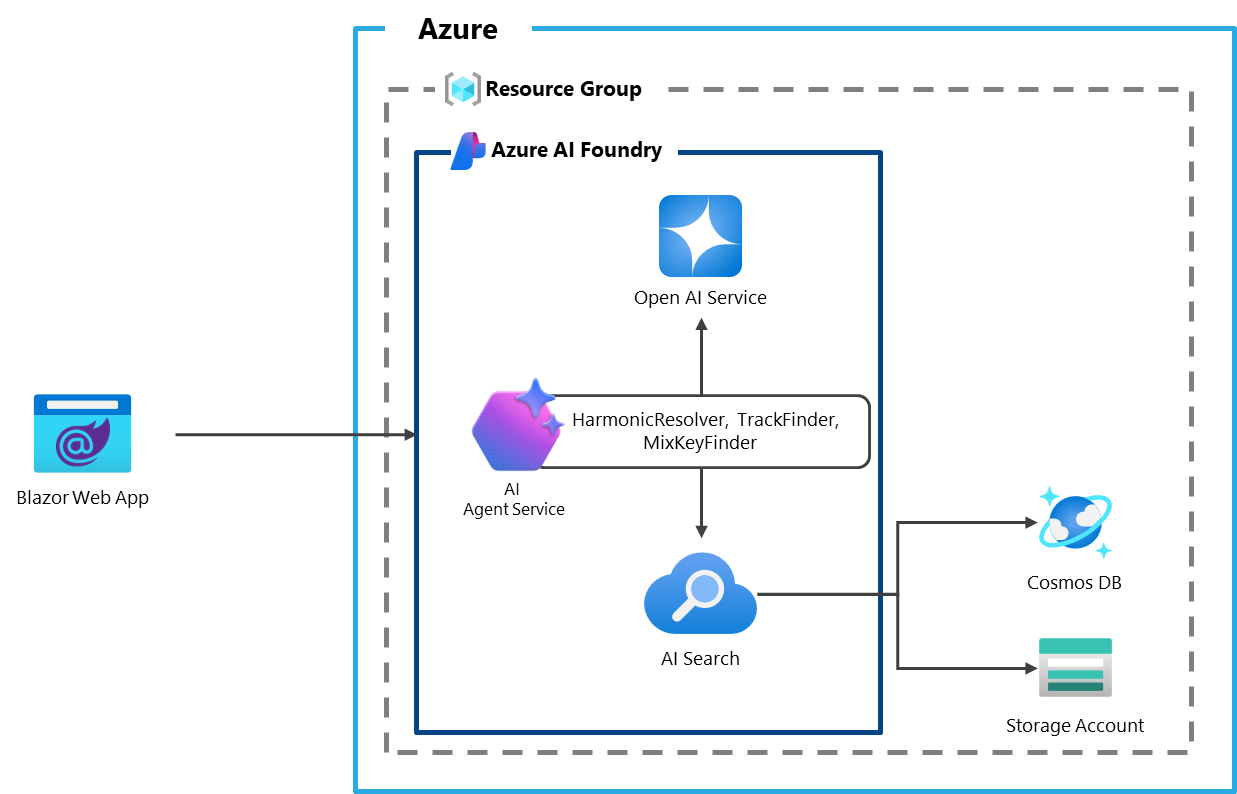 Azure
Resource Group
Azure AI Foundry
Open AI Service
HarmonicResolver, TrackFinder,
MixKeyFinder
AI
Agent Service
Blazor Web App
AI Search
Cosmos DB
Storage Account